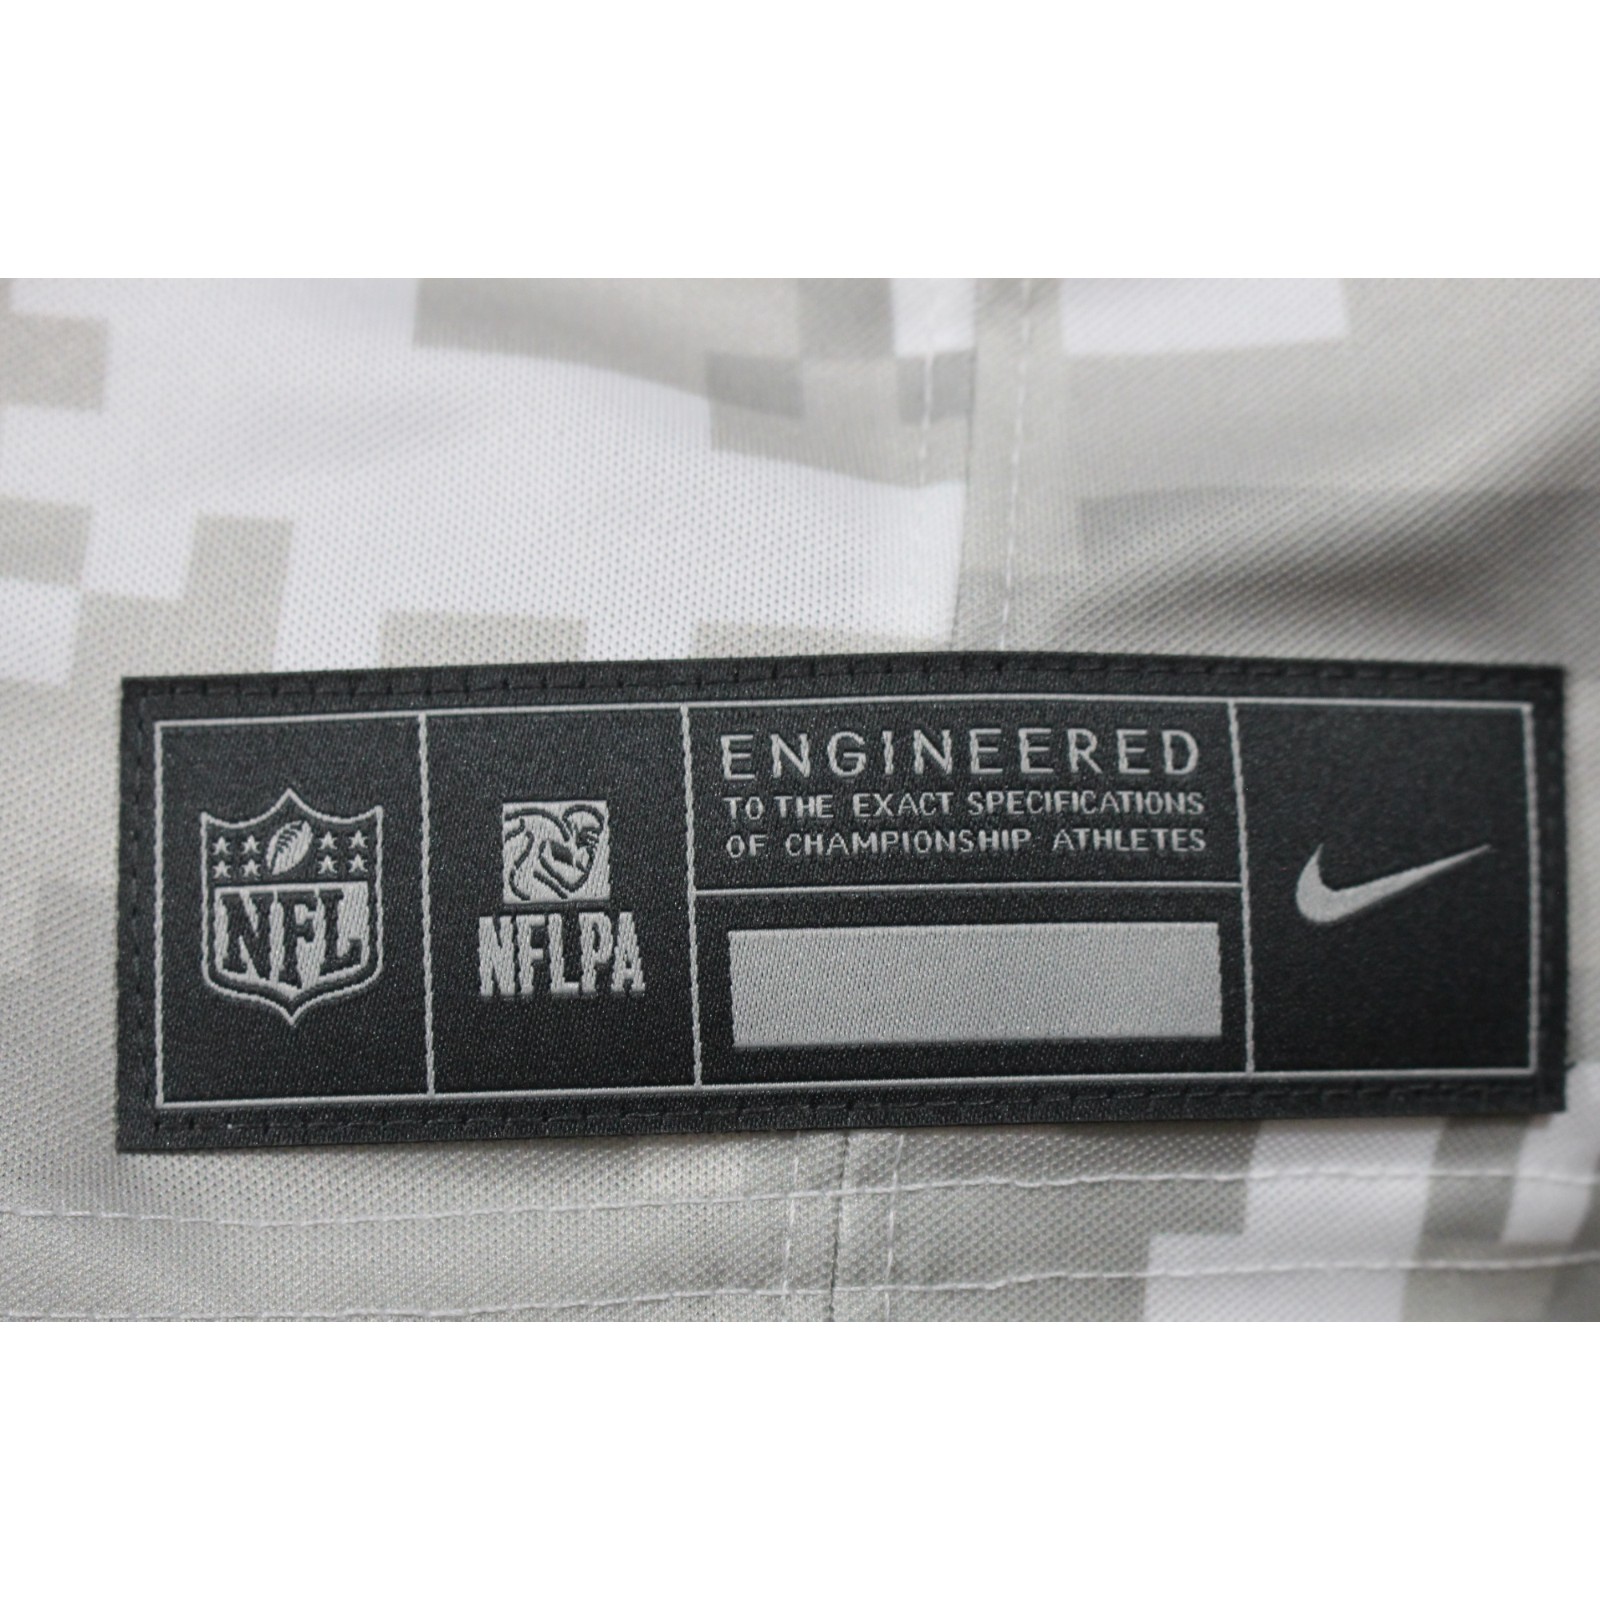 NFL
NFLPA
ENGINEERED
TO THE EXACT SPECIFICATIONS
OF CHAMPIONSHIP ATHLETES